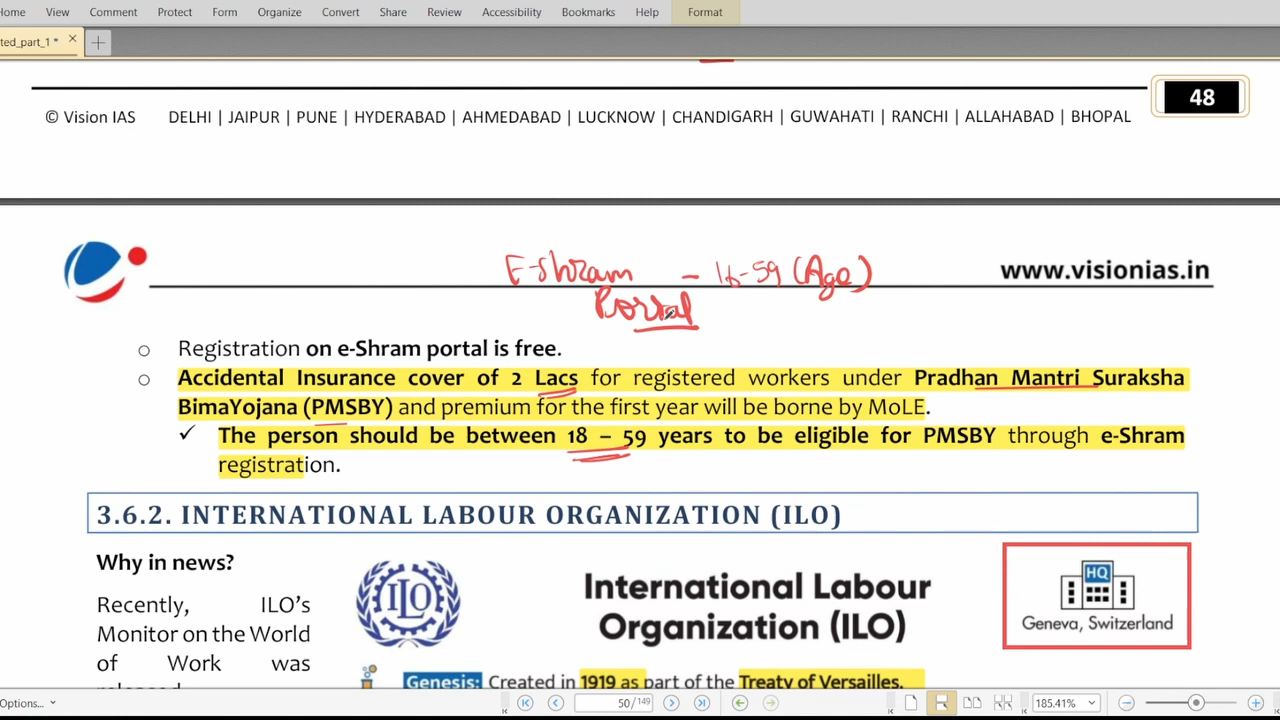 Home View Comment Protect Form Organize Convert Share Review Accessibility Bookmarks Help Format
ted_part_1 *
48
© Vision IAS DELHI | JAIPUR | PUNE | HYDERABAD | AHMEDABAD | LUCKNOW | CHANDIGARH | GUWAHATI | RANCHI | ALLAHABAD | BHOPAL
E-Shram - 16-59 (Age)
Portal
www.visionias.in
o Registration on e-Shram portal is free.
o Accidental Insurance cover of 2 Lacs for registered workers under Pradhan Mantri Suraksha
BimaYojana (PMSBY) and premium for the first year will be borne by MoLE.
✓ The person should be between 18 – 59 years to be eligible for PMSBY through e-Shram
registration.
3.6.2. INTERNATIONAL LABOUR ORGANIZATION (ILO)
Why in news?
Recently, ILO's
Monitor on the World
of Work was
released
ILO
International Labour
Organization (ILO)
HQ
Geneva, Switzerland
Genesis: Created in 1919 as part of the Treaty of Versailles.
Options... 50 /149 185.41%